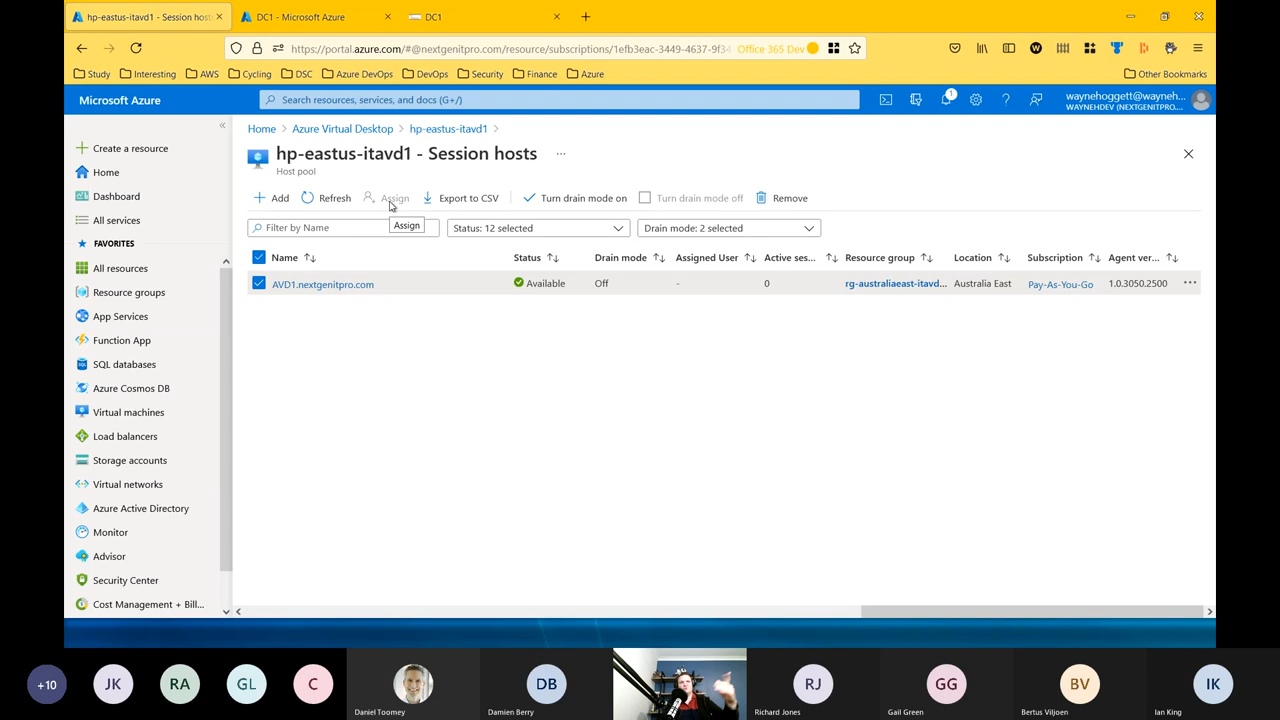 hp-eastus-itavd1 - Session hosts
DC1 - Microsoft Azure
DC1
https://portal.azure.com/#@nextgenitpro.com/resource/subscriptions/1efb3eac-3449-4637-9f34
Office 365 Dev
Study
Interesting
AWS
Cycling
DSC
Azure DevOps
DevOps
Security
Finance
Azure
Other Bookmarks
Microsoft Azure
Search resources, services, and docs (G+/)
1
waynehoggett@wayneh...
WAYNEHDEV (NEXTGENITPRO.COM)
Home > Azure Virtual Desktop > hp-eastus-itavd1 >
hp-eastus-itavd1 - Session hosts ...
Host pool
Add
Refresh
Assign
Export to CSV
Turn drain mode on
Turn drain mode off
Remove
Filter by Name
Assign
Status: 12 selected
Drain mode: 2 selected
Name Status Drain mode Assigned User Active ses... Resource group Location Subscription Agent ver...
AVD1.nextgenitpro.com Available Off - 0 rg-australiaeast-itavd... Australia East Pay-As-You-Go 1.0.3050.2500 ...
Create a resource
Home
Dashboard
All services
FAVORITES
All resources
Resource groups
App Services
Function App
SQL databases
Azure Cosmos DB
Virtual machines
Load balancers
Storage accounts
Virtual networks
Azure Active Directory
Monitor
Advisor
Security Center
Cost Management + Bill...
+10
JK
RA
GL
C
Daniel Toomey
DB
Damien Berry
RJ
Richard Jones
GG
Gail Green
BV
Bertus Viljoen
IK
Ian King